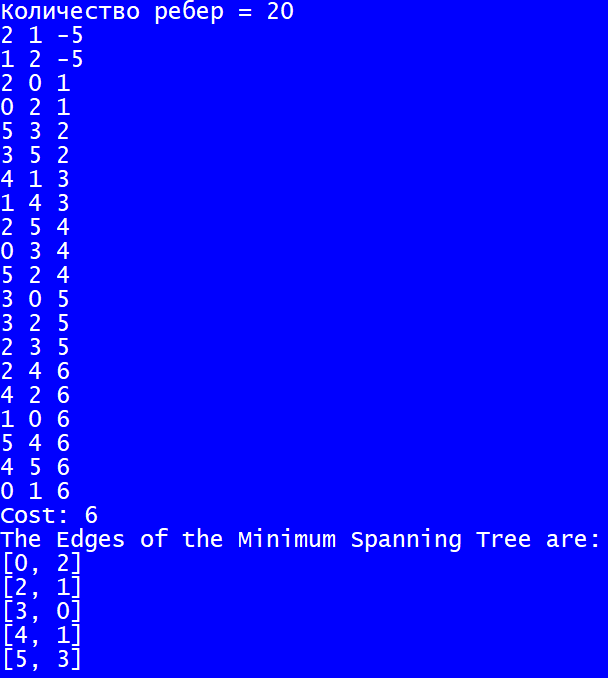 Количество ребер = 20
2 1 -5
1 2 -5
2 0 1
0 2 1
5 3 2
3 5 2
4 1 3
1 4 3
2 5 4
0 3 4
5 2 4
3 0 5
3 2 5
2 3 5
2 4 6
4 2 6
1 0 6
5 4 6
4 5 6
0 1 6
Cost: 6
The Edges of the Minimum Spanning Tree are:
[0, 2]
[2, 1]
[3, 0]
[4, 1]
[5, 3]